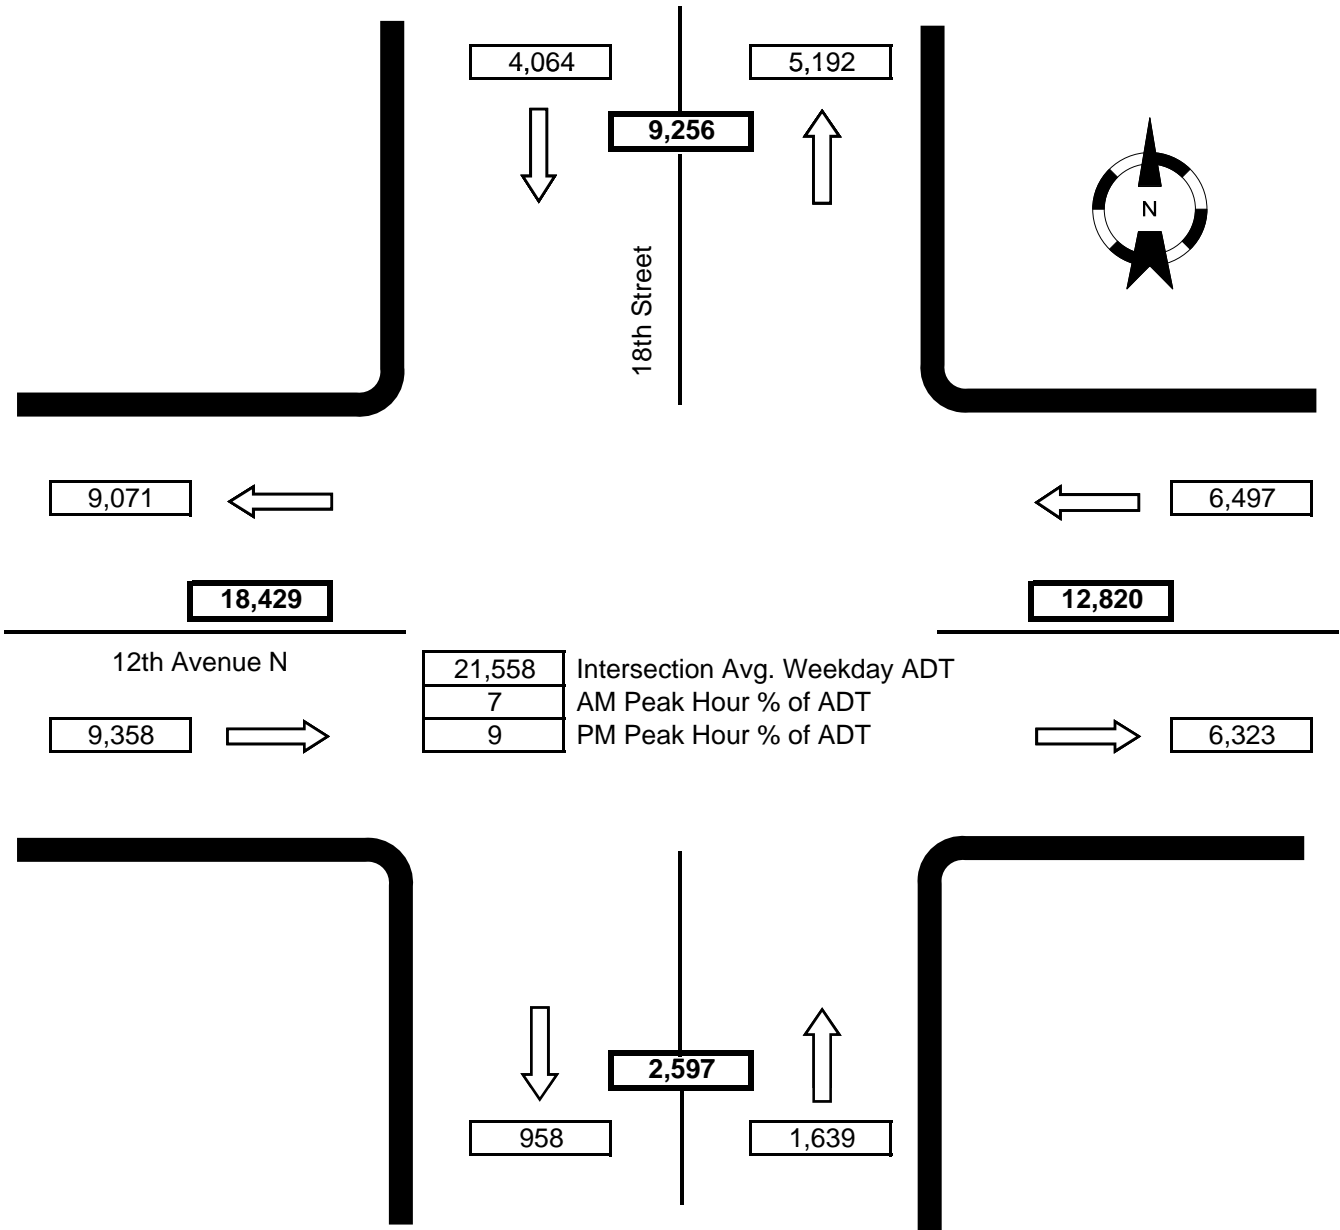 4,064
5,192
9,256
N
18th Street
9,071
6,497
18,429
12,820
12th Avenue N
21,558 Intersection Avg. Weekday ADT
7 AM Peak Hour % of ADT
9 PM Peak Hour % of ADT
9,358
6,323
2,597
958
1,639